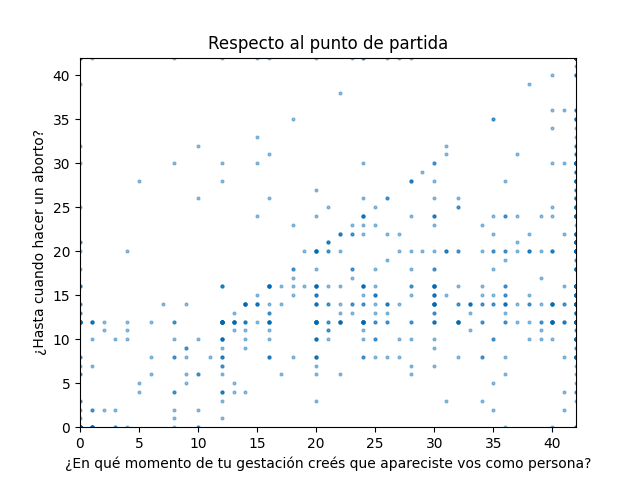 Respecto al punto de partida
40
35
30
25
20
15
10
5
0
¿Hasta cuando hacer un aborto?
0 5 10 15 20 25 30 35 40
¿En qué momento de tu gestación creés que apareciste vos como persona?